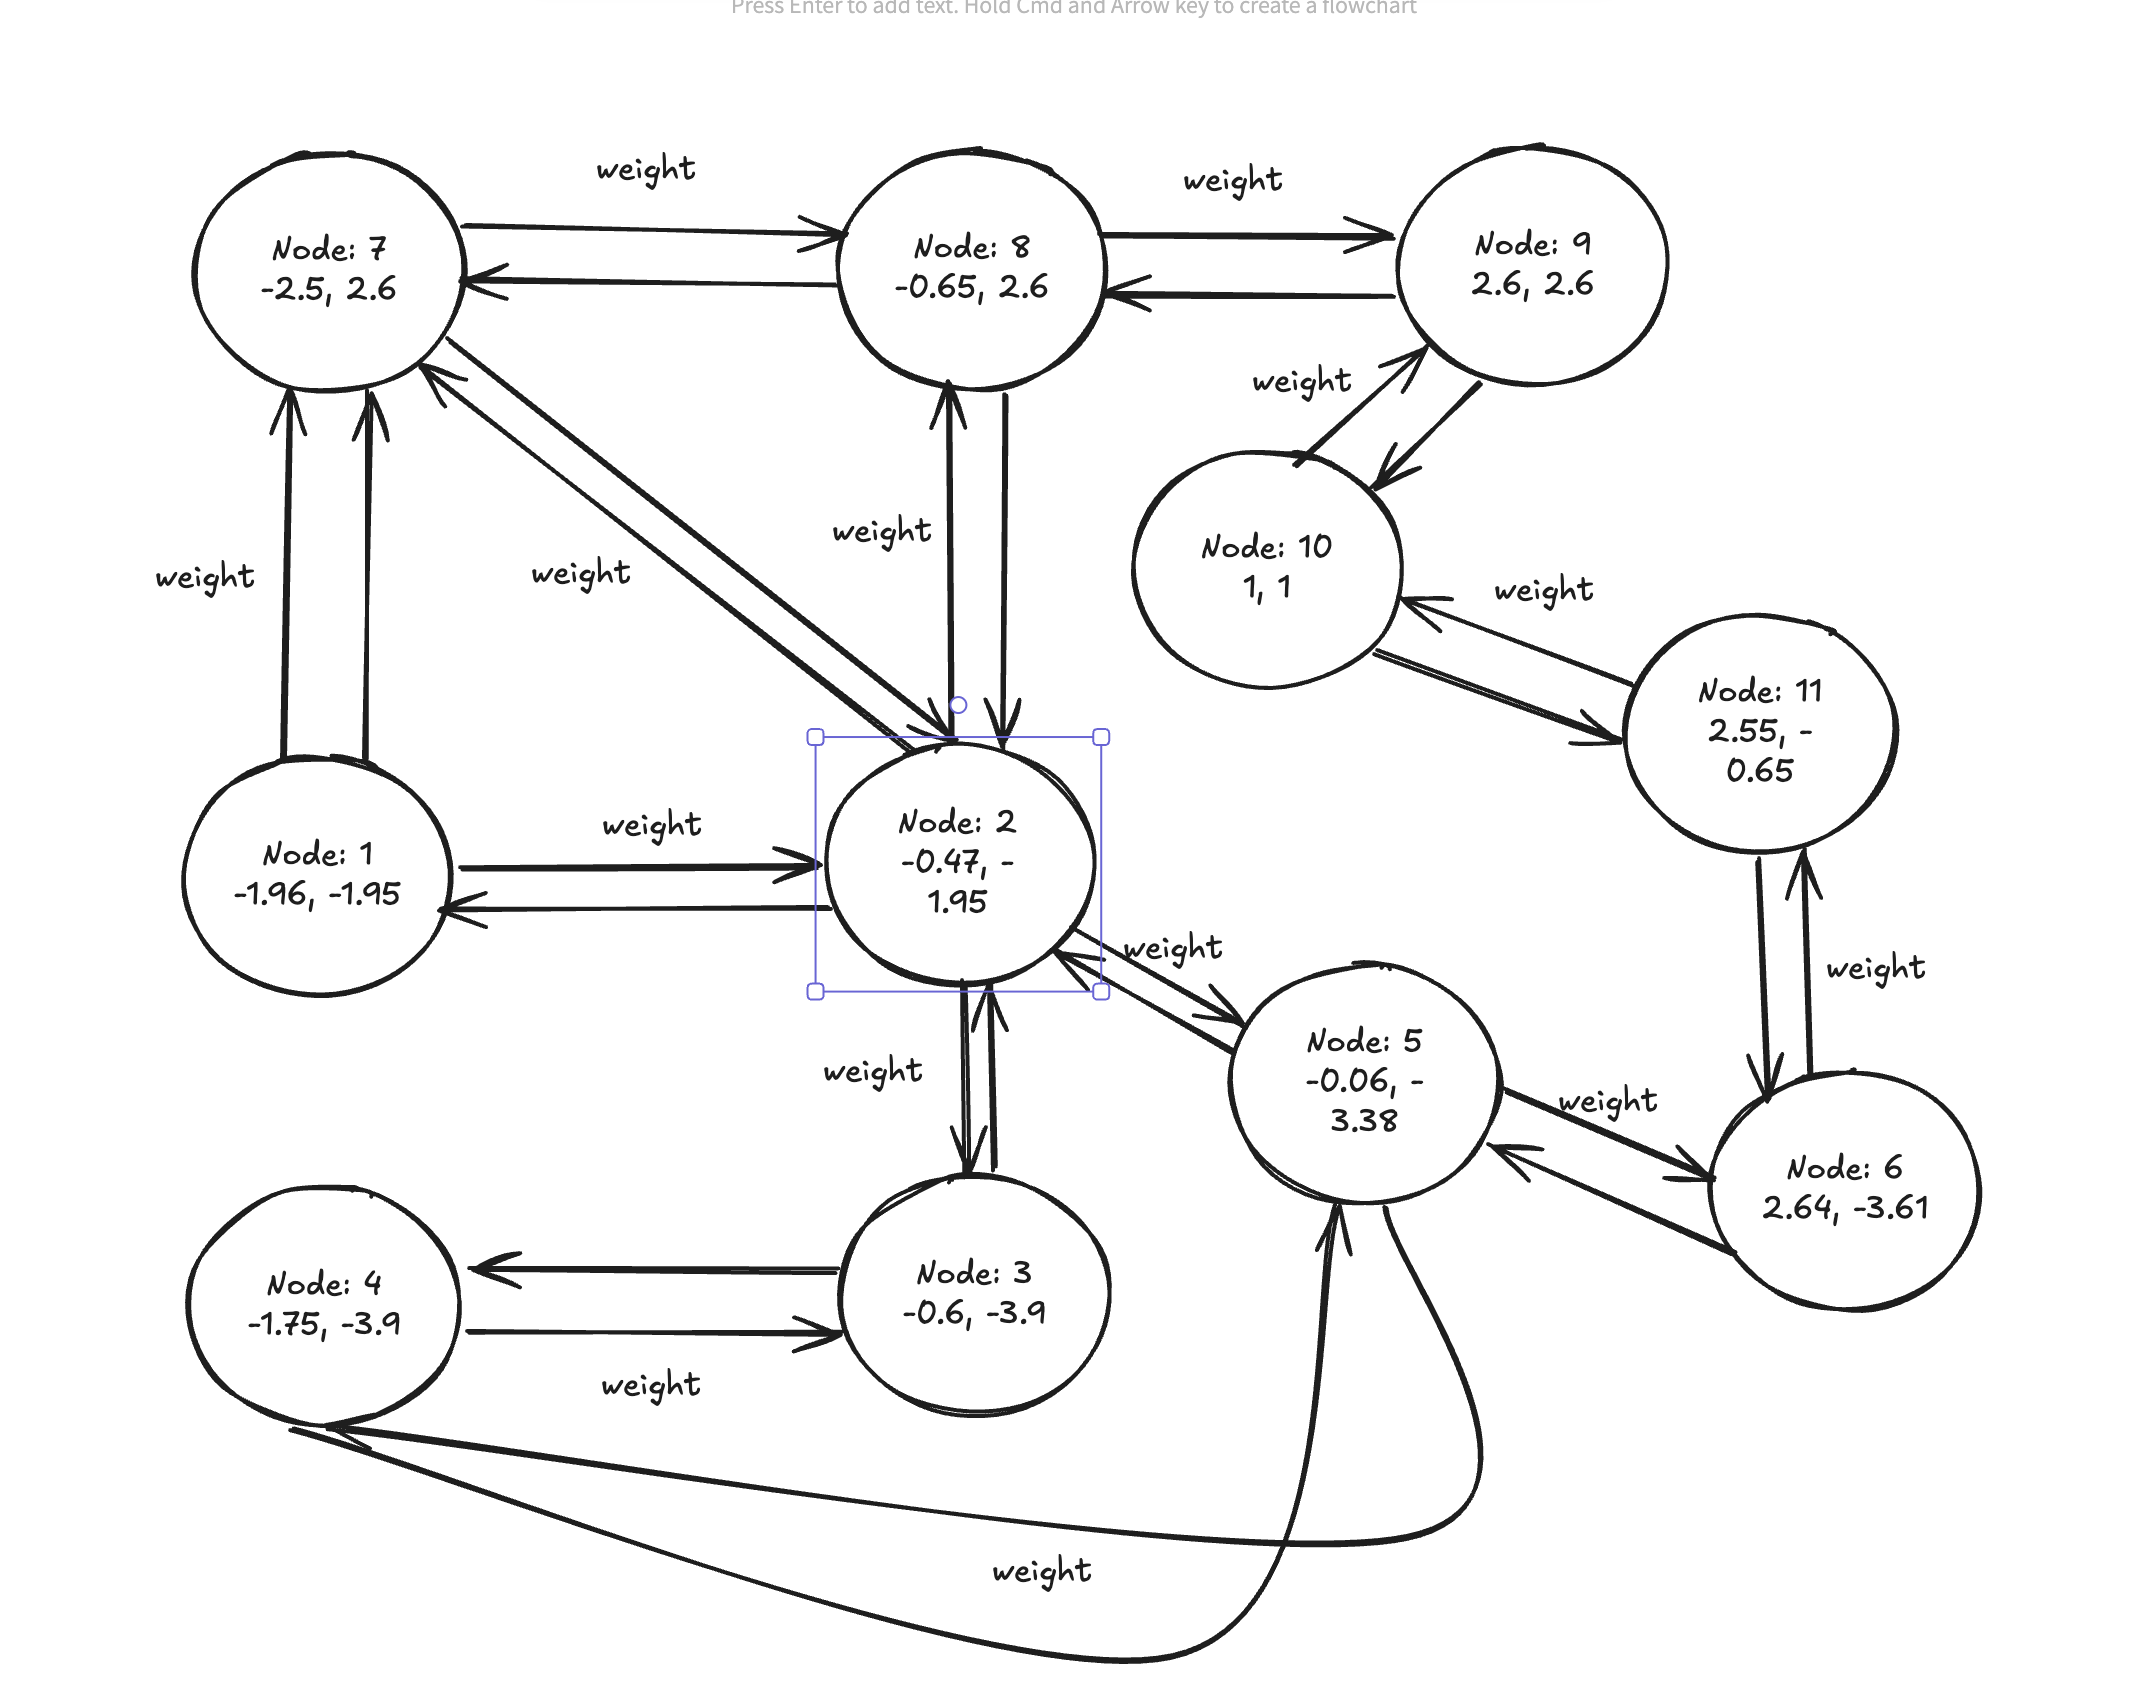 Press Enter to add text. Hold Cmd and Arrow key to create a flowchart
weight
weight
Node: 7
-2.5, 2.6
Node: 8
-0.65, 2.6
Node: 9
2.6, 2.6
weight
weight
weight
weight
Node: 10
1, 1
weight
Node: 11
2.55, -
0.65
weight
Node: 2
-0.47, -
1.95
Node: 1
-1.96, -1.95
weight
weight
weight
Node: 5
-0.06, -
3.38
weight
Node: 6
2.64, -3.61
Node: 4
-1.75, -3.9
Node: 3
-0.6, -3.9
weight
weight